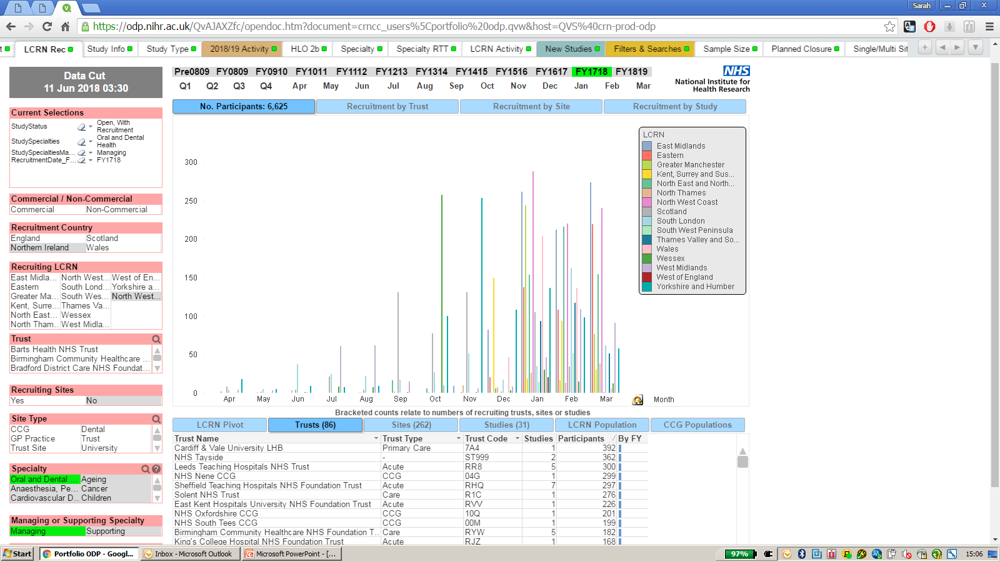 Sarah
https://odp.nihr.ac.uk/QvAJAXZfc/opendoc.htm?document=crncc_users%5Cportfolio%20odp.qvw&host=QVS%40crn-prod-odp
LCRN Rec
Study Info
Study Type
2018/19 Activity
HLO 2b
Specialty
Specialty RTT
LCRN Activity
New Studies
Filters & Searches
Sample Size
Planned Closure
Single/Multi Sit
Data Cut
11 Jun 2018 03:30
Pre0809 FY0809 FY0910 FY1011 FY1112 FY1213 FY1314 FY1415 FY1516 FY1617 FY1718 FY1819
Q1 Q2 Q3 Q4 Apr May Jun Jul Aug Sep Oct Nov Dec Jan Feb Mar
NHS
National Institute for
Health Research
No. Participants: 6,625
Recruitment by Trust
Recruitment by Site
Recruitment by Study
Current Selections
StudyStatus Open, With
Recruitment
StudySpecialties Oral and Dental
Health
StudySpecialtiesMa... Managing
RecruitmentDate_F... FY1718
Commercial / Non-Commercial
Commercial Non-Commercial
Recruitment Country
England Scotland
Northern Ireland Wales
Recruiting LCRN
East Midla... North West... West of En...
Eastern South Lond... Yorkshire a...
Greater Ma... South Wes... North West...
Kent, Surre... Thames Va...
North East... Wessex
North Tham... West Midla...
Trust
Barts Health NHS Trust
Birmingham Community Healthcare ...
Bradford District Care NHS Foundat...
Recruiting Sites
Yes No
Site Type
CCG Dental
GP Practice Trust
Trust Site University
Specialty
Oral and Dental ... Ageing
Anaesthesia, Pe... Cancer
Cardiovascular D... Children
Managing or Supporting Specialty
Managing Supporting
300
250
200
150
100
50
0
Apr May Jun Jul Aug Sep Oct Nov Dec Jan Feb Mar
Month
LCRN
East Midlands
Eastern
Greater Manchester
Kent, Surrey and Sus...
North East and North...
North Thames
North West Coast
Scotland
South London
South West Peninsula
Thames Valley and So...
Wales
Wessex
West Midlands
West of England
Yorkshire and Humber
Bracketed counts relate to numbers of recruiting trusts, sites or studies
LCRN Pivot
Trusts (86)
Sites (262)
Studies (31)
LCRN Population
CCG Populations
Trust Name Trust Type Trust Code Studies Participants By FY
Cardiff & Vale University LHB Primary Care 7A4 1 392
NHS Tayside - ST999 2 362
Leeds Teaching Hospitals NHS Trust Acute RR8 5 300
NHS Nene CCG CCG 04G 1 299
Sheffield Teaching Hospitals NHS Foundation Trust Acute RHQ 7 297
Solent NHS Trust Care R1C 1 276
East Kent Hospitals University NHS Foundation Trust Acute RVV 1 226
NHS Oxfordshire CCG CCG 10Q 1 201
NHS South Tees CCG CCG 00M 1 199
Birmingham Community Healthcare NHS Foundation T... Care RYW 5 182
King's College Hospital NHS Foundation Trust Acute RJZ 1 168
Start
Portfolio ODP - Googl...
Inbox - Microsoft Outlook
Microsoft PowerPoint - [...
97%
15:06